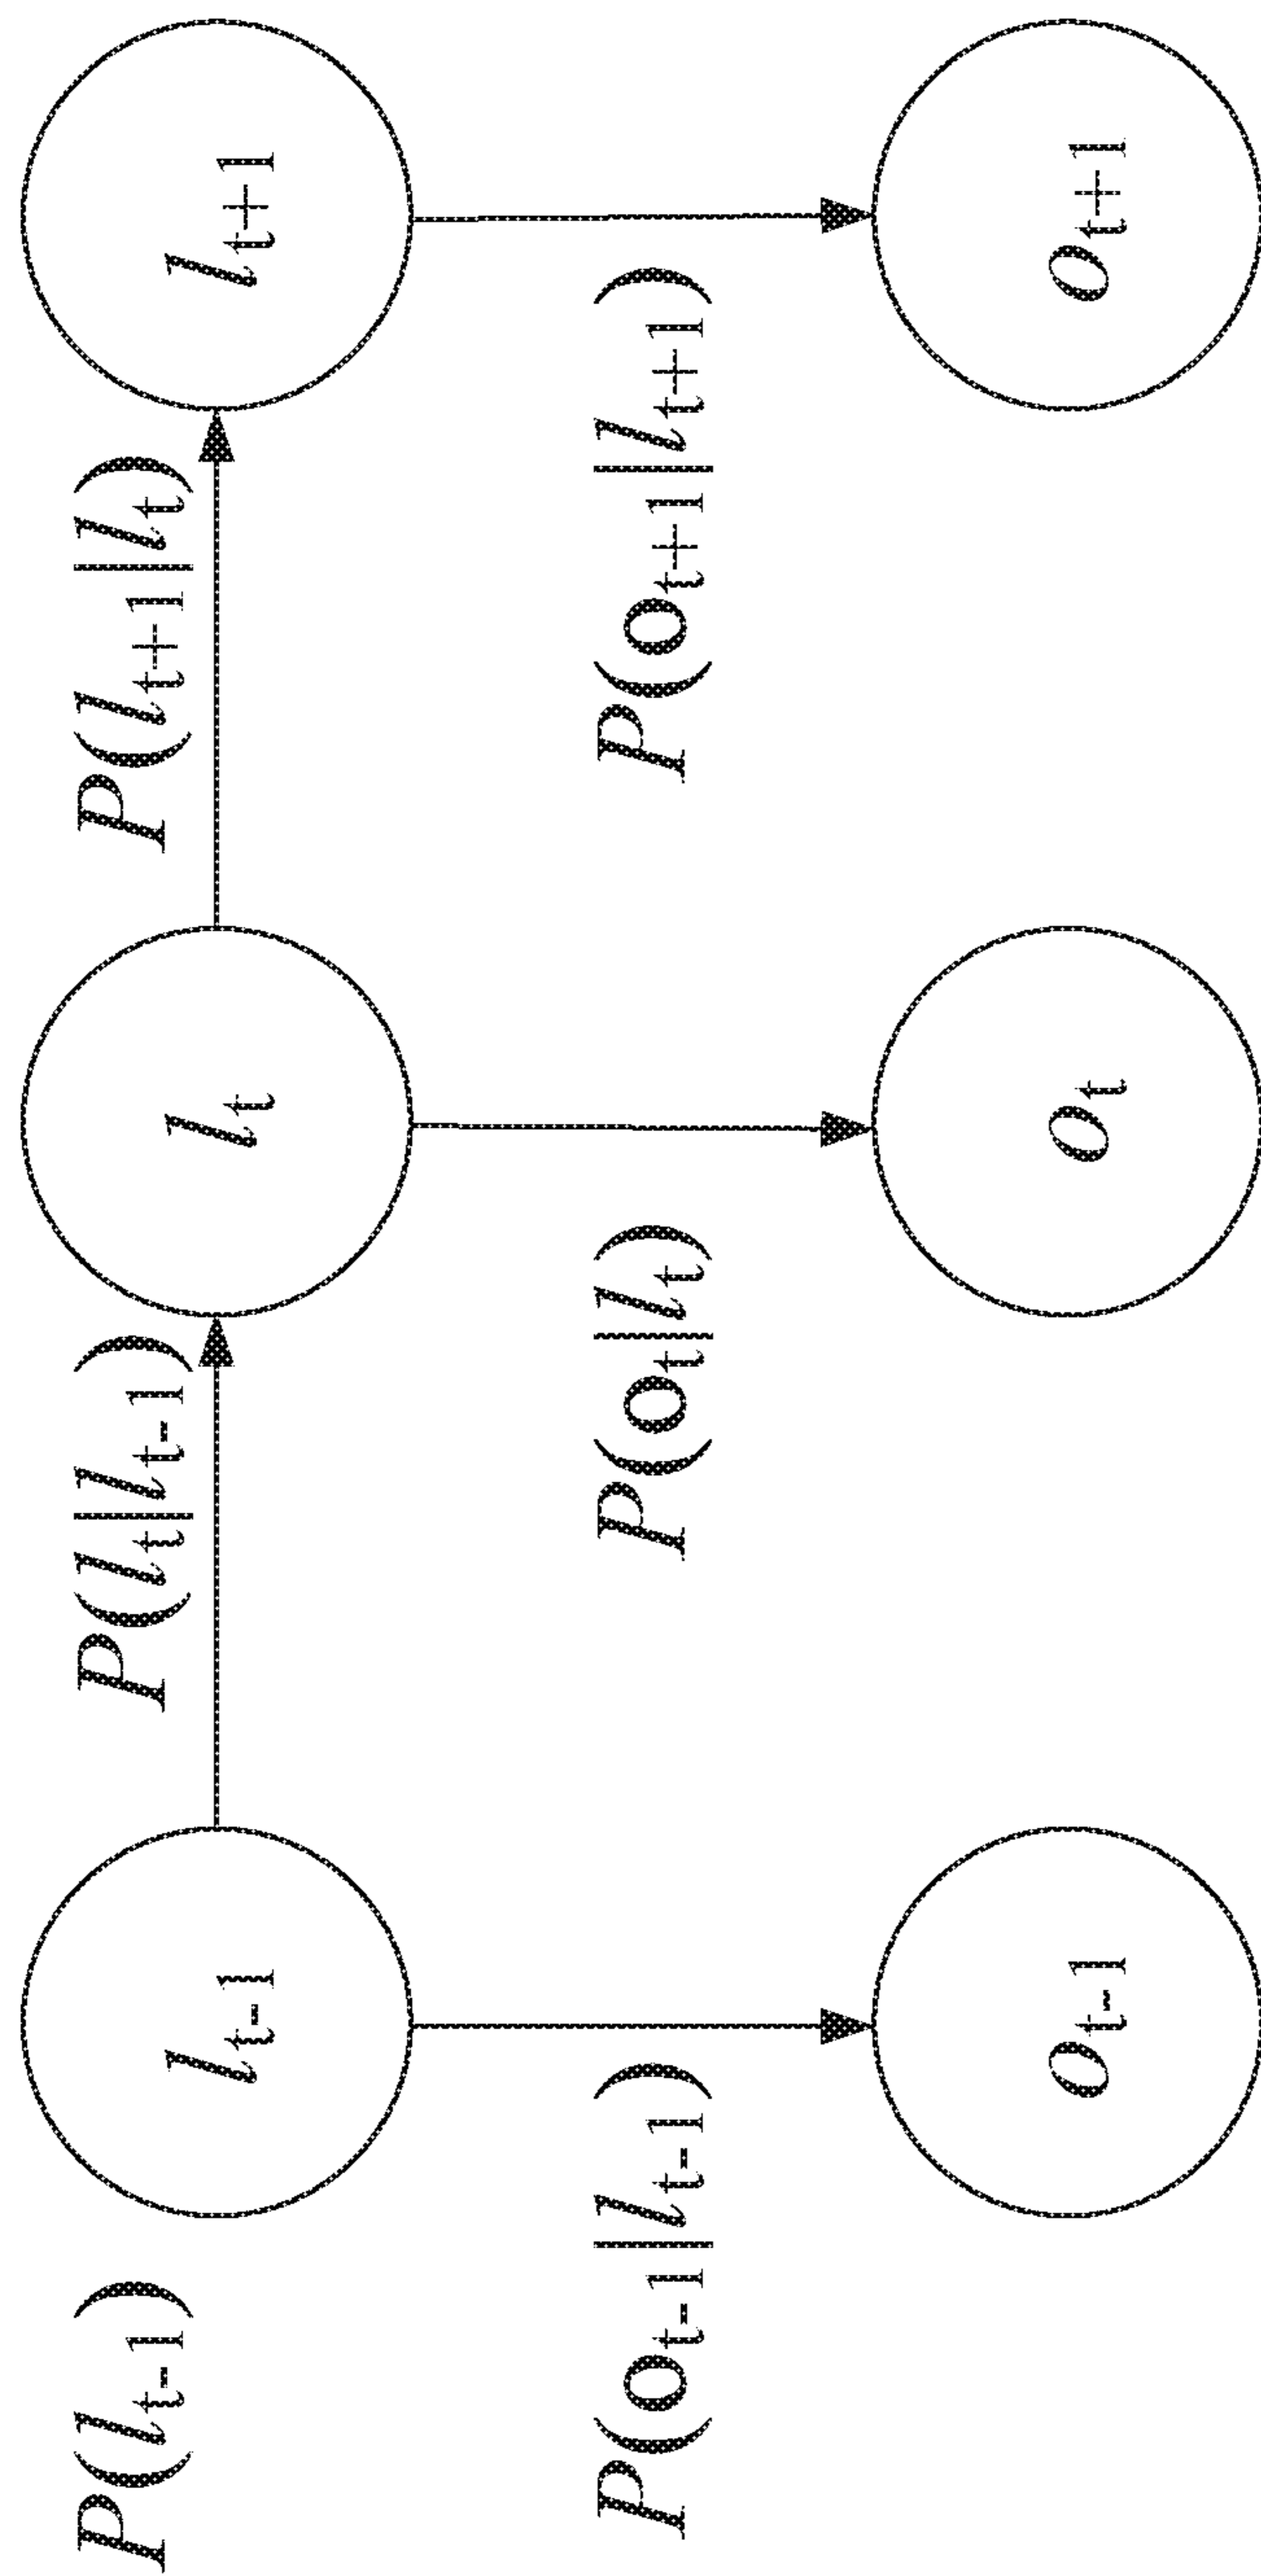 P(l_{t-1})
P(l_t|l_{t-1})
P(l_{t+1}|l_t)
l_{t-1}
l_t
l_{t+1}
P(o_{t-1}|l_{t-1})
P(o_t|l_t)
P(o_{t+1}|l_{t+1})
o_{t-1}
o_t
o_{t+1}